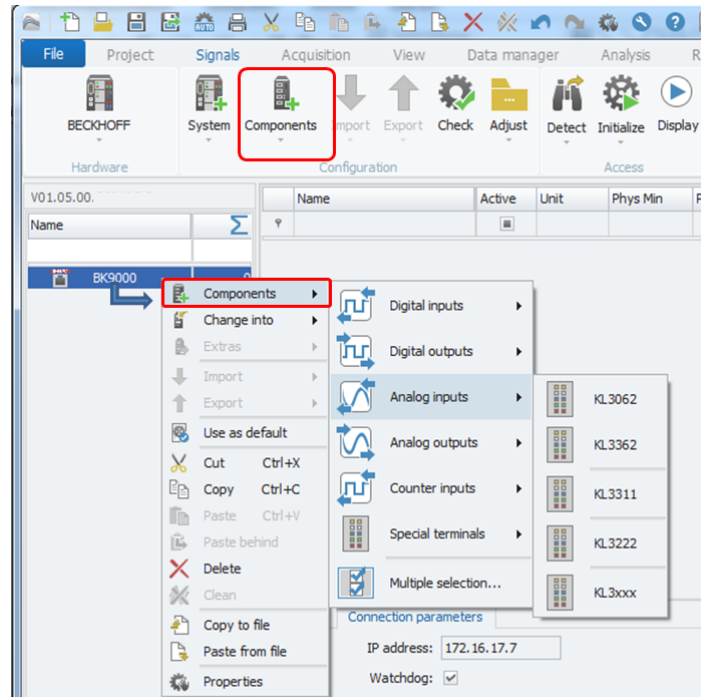 File Project Signals Acquisition View Data manager Analysis R
BECKHOFF System Components Import Export Check Adjust Detect Initialize Display
Hardware Configuration Access
V01.05.00.
Name Σ
Name Active Unit Phys Min P
BK9000 0
Components
Change into
Extras
Import
Export
Use as default
Cut Ctrl+X
Copy Ctrl+C
Paste Ctrl+V
Paste behind
Delete
Clean
Copy to file
Paste from file
Properties
Digital inputs
Digital outputs
Analog inputs
Analog outputs
Counter inputs
Special terminals
Multiple selection...
KL3062
KL3362
KL3311
KL3222
KL3xxx
Connection parameters
IP address: 172.16.17.7
Watchdog: